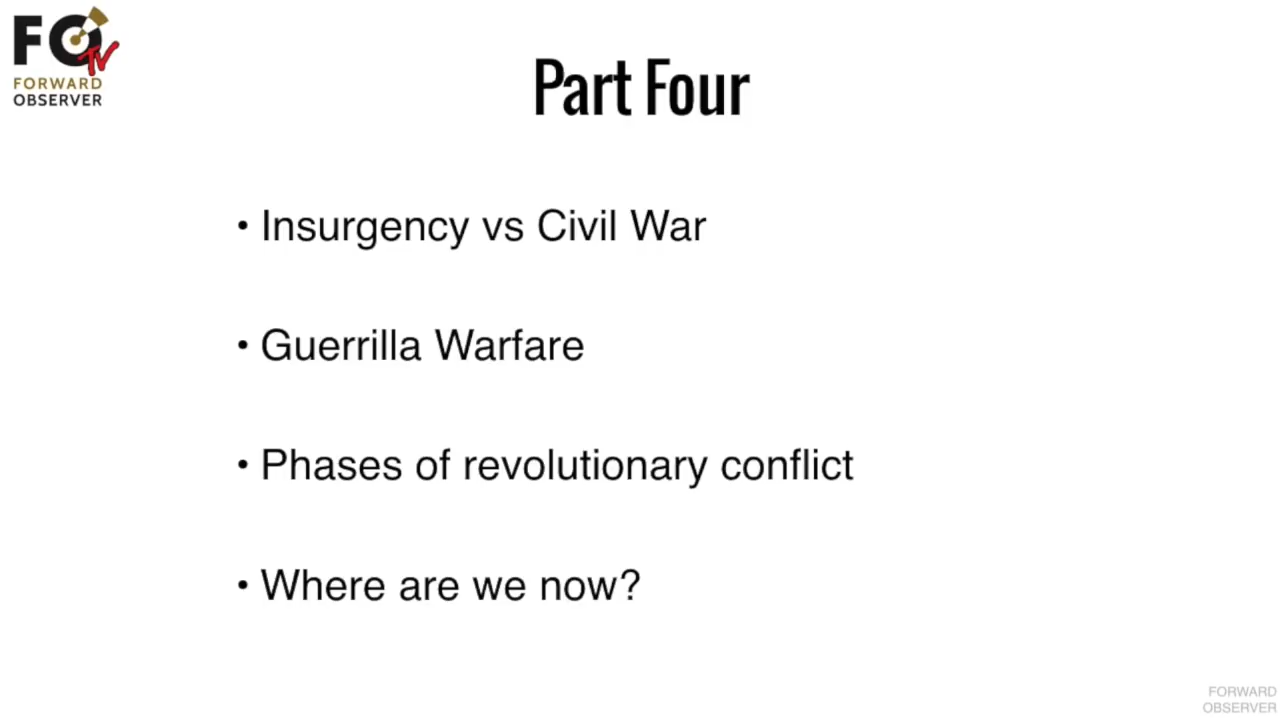 FO TV
FORWARD
OBSERVER
Part Four
• Insurgency vs Civil War
• Guerrilla Warfare
• Phases of revolutionary conflict
• Where are we now?
FORWARD
OBSERVER